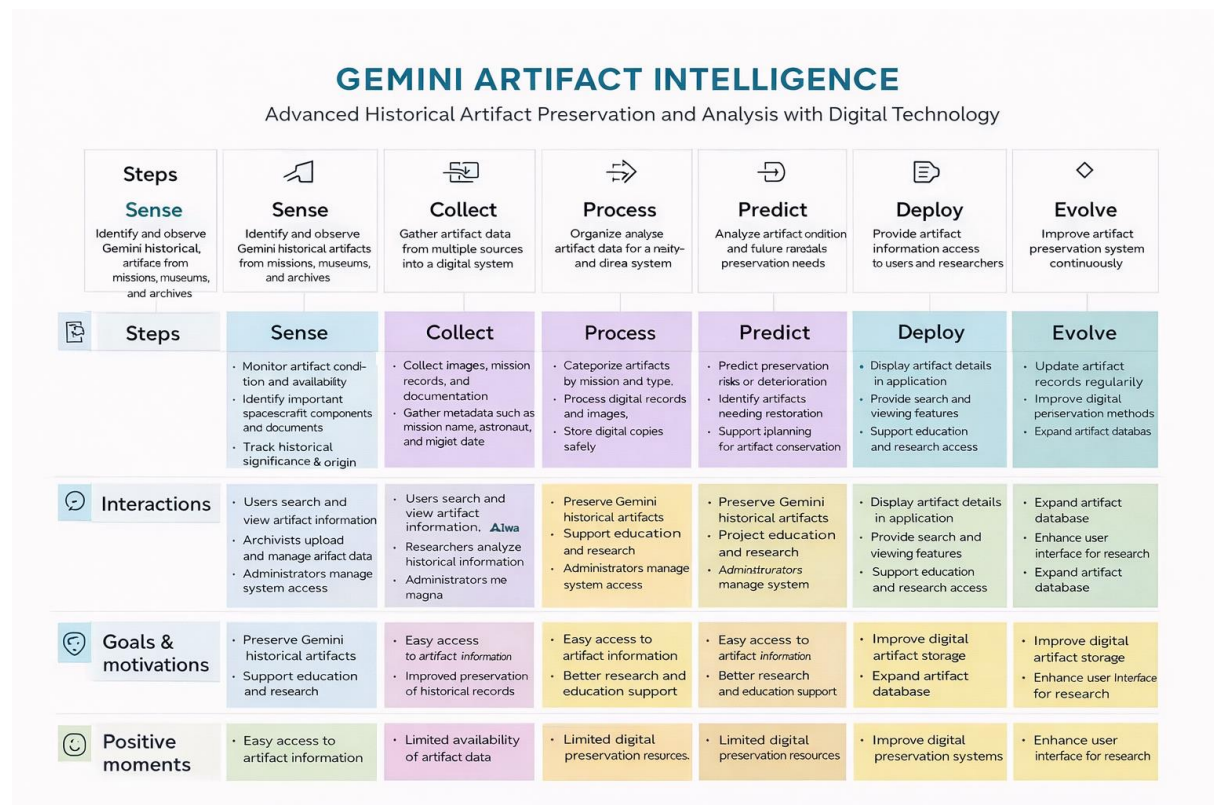 GEMINI ARTIFACT INTELLIGENCE
Advanced Historical Artifact Preservation and Analysis with Digital Technology
Steps
Sense
Identify and observe
Gemini historical,
artiface from
missions, museums,
and archives
Sense
Identify and observe
Gemini historical artifacts
from missions, museums,
and archives
Collect
Gather artifact data
from multiple sources
into a digital system
Process
Organize analyse
artifact data for a
and direa system
Predict
Analyze artifact condition
and future
preservation needs
Deploy
Provide artifact
information access
to users and researchers
Evolve
Improve artifact
preservation system
continuously
Steps
Sense
Collect
Process
Predict
Deploy
Evolve
• Monitor artifact condi-
tion and availability
• Identify important
spacescrafit components
and documents
• Track historical
significance & origin
• Collect images, mission
records, and
documentation
• Gather metadata such as
mission name, astronaut,
and migiet date
• Categorize artifacts
by mission and type.
• Process digital records
and images,
• Store digital copies
safely
• Predict preservation
risks or deterioration
• Identify artifacts
needing restoration
• Support iplanning
for artifact conservation
• Display artifact details
in application
• Provide search and
viewing features
• Support education
and research access
• Update artifact
records regularily
• Improve digital
penservation methods
• Expand artifact databas
Interactions
• Users search and
view artifact information
• Archivists upload
and manage arifact data
• Administrators manage
system access
• Users search and
view artifact
information, Alwa
• Researchers analyze
historical information
• Administrators me
magna
• Preserve Gemini
historical artifacts
• Support education
and research
• Administrators manage
system access
• Preserve Gemini
historical artifacts
• Project education
and research
•
manage system
• Display artifact details
in application
• Provide search and
viewing features
• Support education
and research access
• Expand artifact
database
• Enhance user
interface for research
• Expand artifact
database
Goals &
motivations
• Preserve Gemini
historical artifacts
• Support education
and research
• Easy access
to artifact information
• Improved preservation
of historical records
• Easy access to
artifact information
• Better research and
education support
• Easy access to
artifact information
• Better research
and education support
• Improve digital
artifact storage
• Expand artifact
database
• Improve digital
artifact storage
• Enhance user Interface
for research
Positive
moments
• Easy access to
artifact information
• Limited availability
of artifact data
• Limited digital
preservation resources.
• Limited digital
preservation resources
• Improve digital
preservation systems
• Enhance user
interface for research